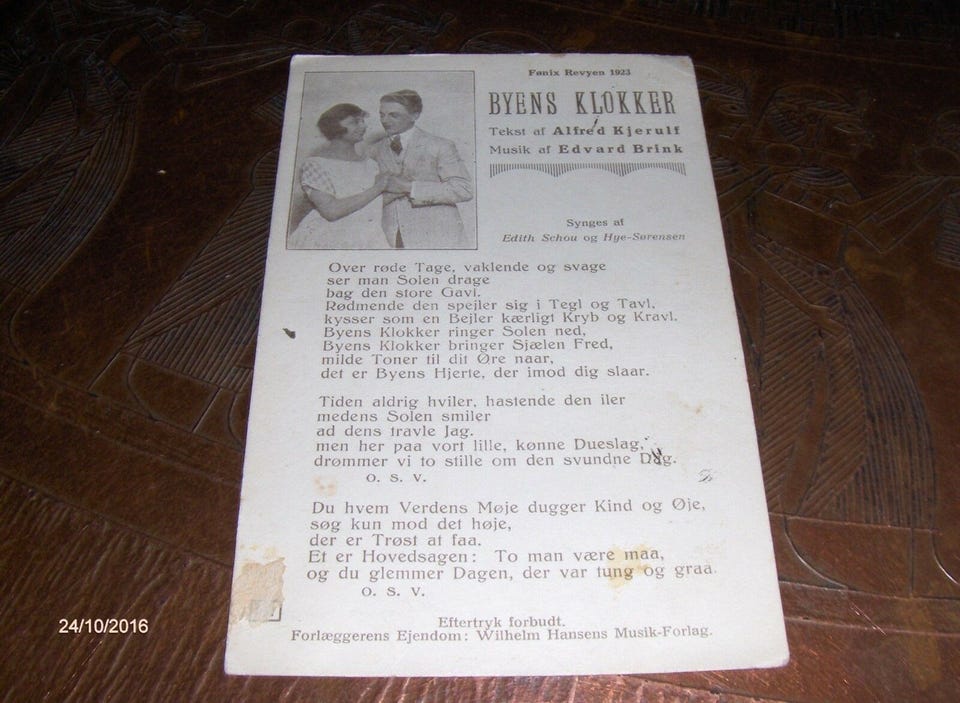 Fønix Revyen 1923
BYENS KLOKKER
Tekst af Alfred Kjerulf
Musik af Edvard Brink
Synges af
Edith Schou og Hye-Sørensen
Over røde Tage, vaklende og svage
ser man Solen drage
bag den store Gavl.
Rødmende den spejler sig i Tegl og Tavl,
kysser som en Bejler kærligt Kryb og Kravl.
Byens Klokker ringer Solen ned,
Byens Klokker bringer Sjælen Fred,
milde Toner til dit Øre naar,
det er Byens Hjerte, der imod dig slaar.
Tiden aldrig hviler, hastende den iler
medens Solen smiler
ad dens travle Jag.
men her paa vort lille, kønne Dueslag,
drømmer vi to stille om den svundne Dag.
o. s. v.
Du hvem Verdens Møje dugger Kind og Øje,
søg kun mod det høje,
der er Trøst at faa.
Et er Hovedsagen: To man være maa,
og du glemmer Dagen, der var tung og graa.
o. s. v.
Eftertryk forbudt.
Forlæggerens Ejendom: Wilhelm Hansens Musik-Forlag.
24/10/2016